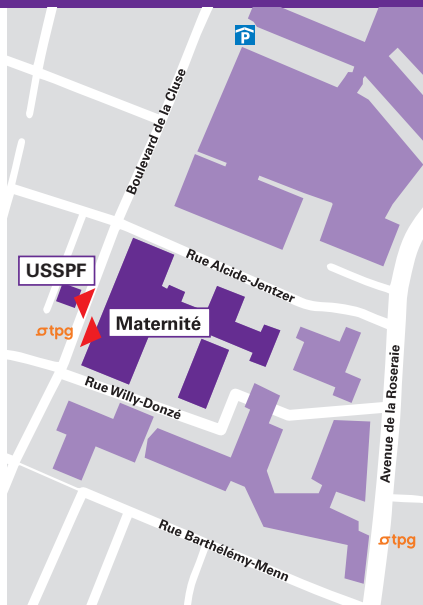 P
Boulevard de la Cluse
Rue Alcide-Jentzer
USSPF
Maternité
tpg
Rue Willy-Donzé
Avenue de la Roseraie
Rue Barthélémy-Menn
tpg